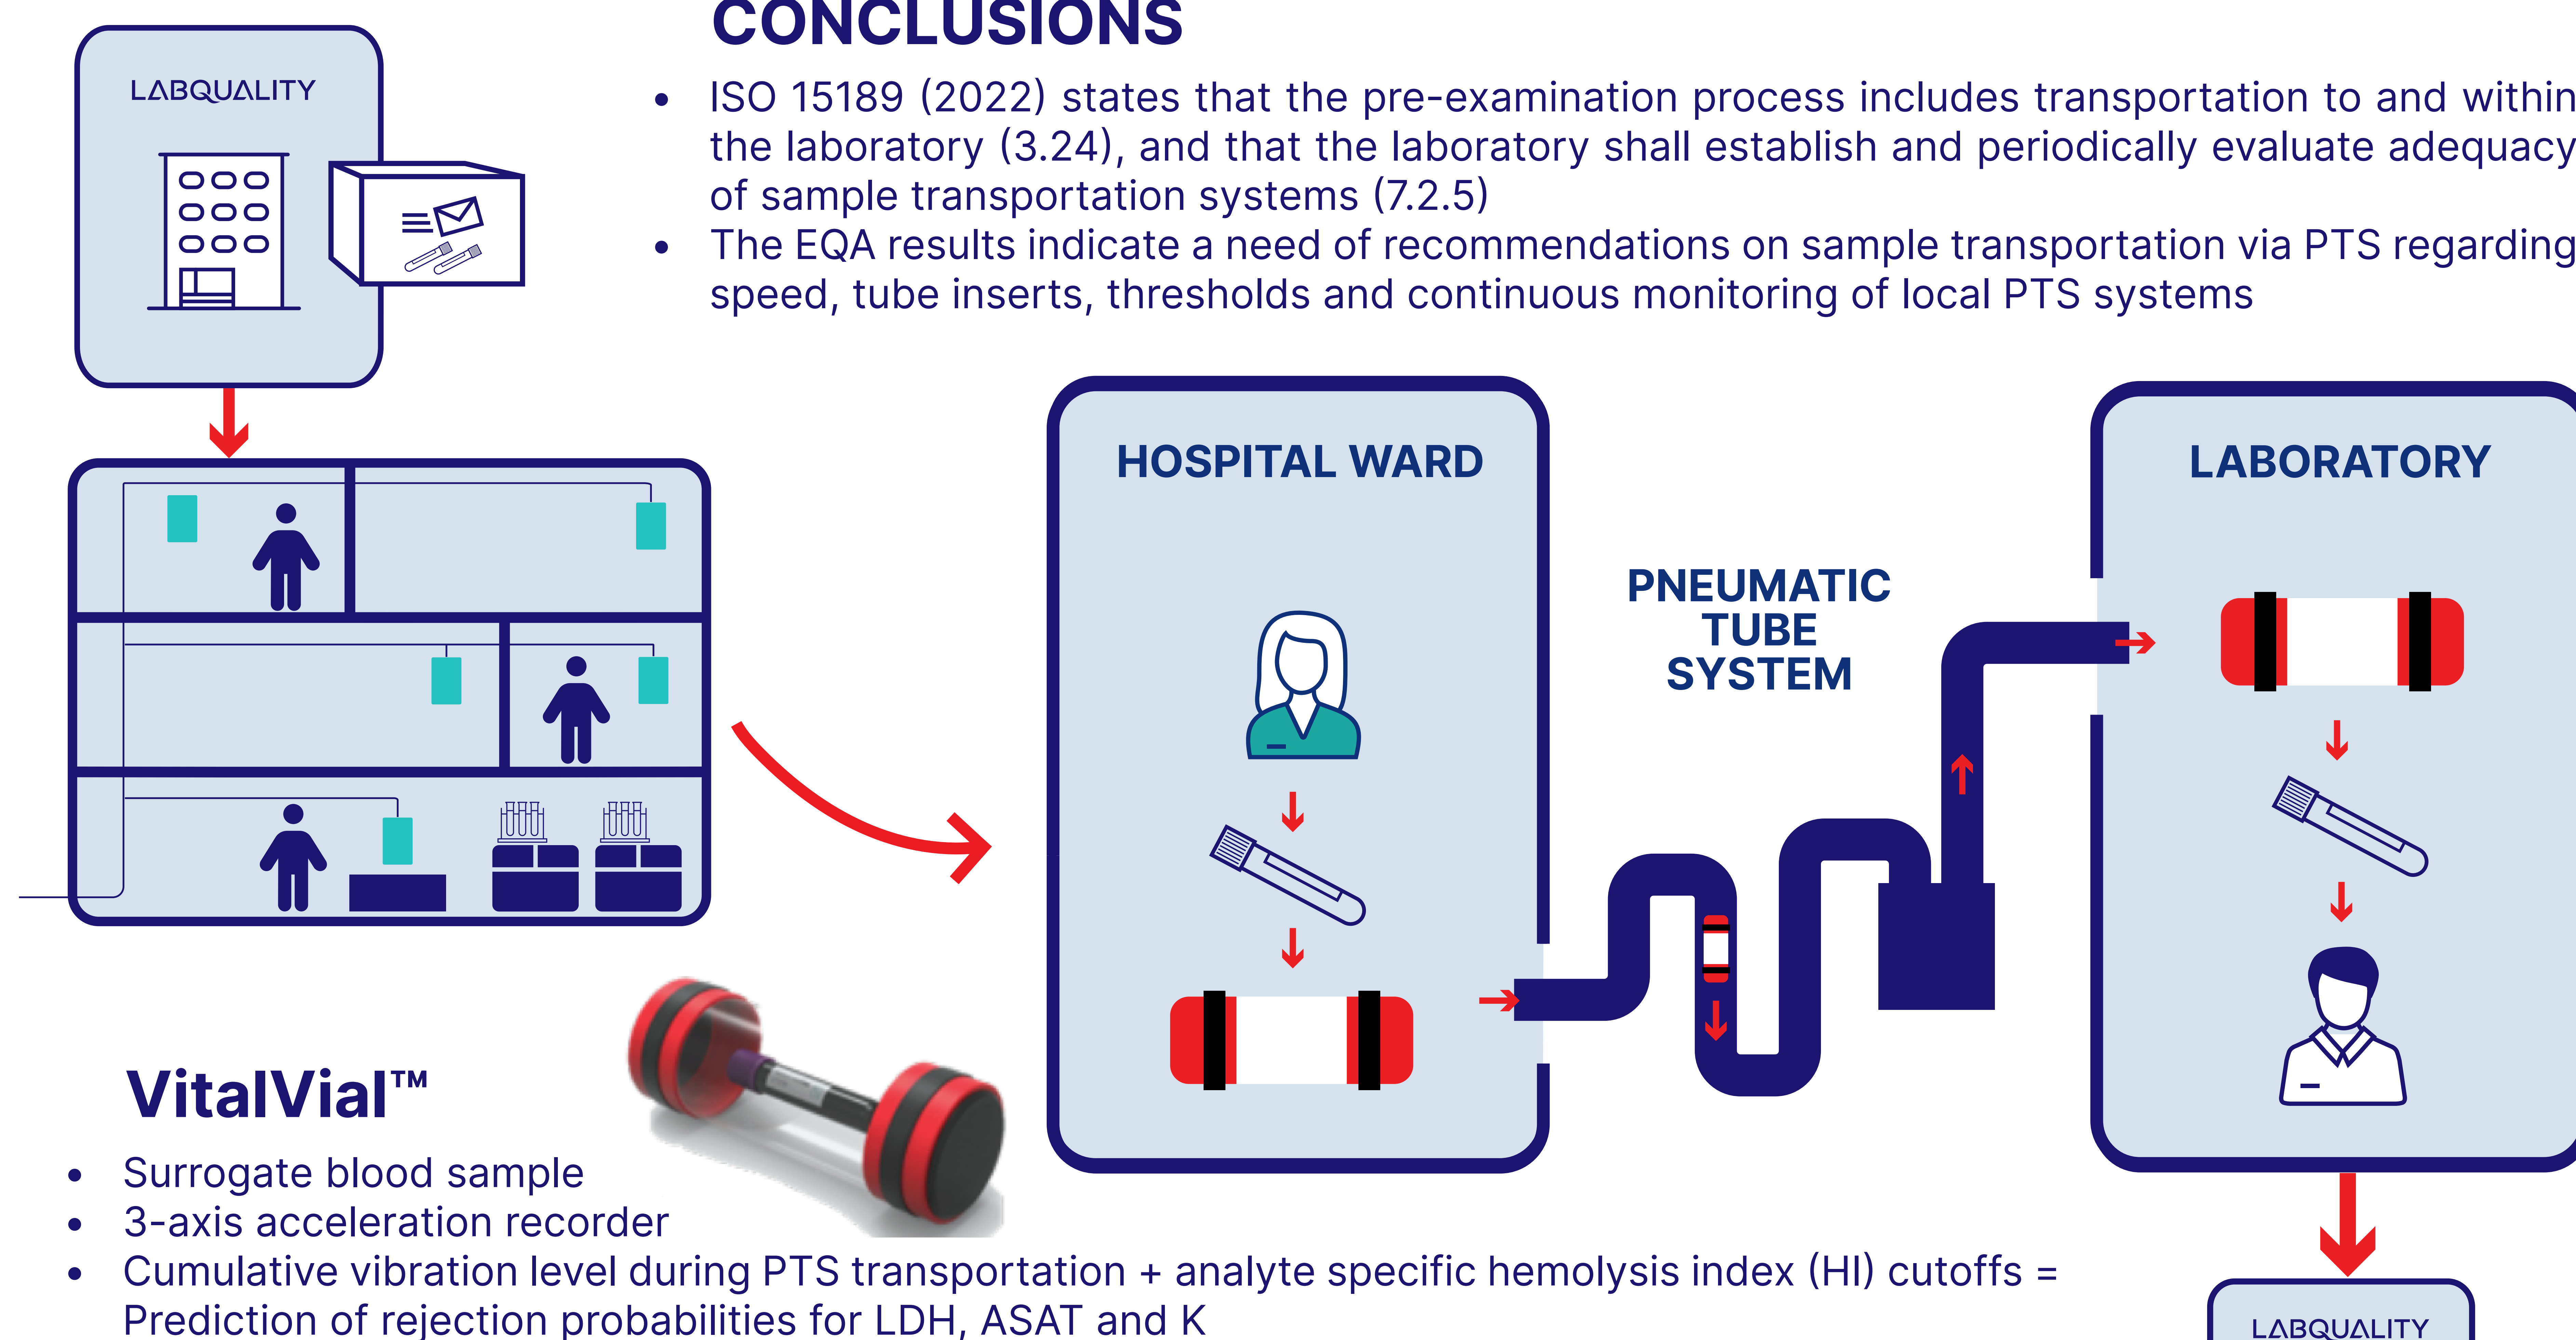 CONCLUSIONS
LABQUALITY
• ISO 15189 (2022) states that the pre-examination process includes transportation to and within
the laboratory (3.24), and that the laboratory shall establish and periodically evaluate adequacy
of sample transportation systems (7.2.5)
• The EQA results indicate a need of recommendations on sample transportation via PTS regarding
speed, tube inserts, thresholds and continuous monitoring of local PTS systems
HOSPITAL WARD
PNEUMATIC
TUBE
SYSTEM
LABORATORY
VitalVial™
• Surrogate blood sample
• 3-axis acceleration recorder
• Cumulative vibration level during PTS transportation + analyte specific hemolysis index (HI) cutoffs =
Prediction of rejection probabilities for LDH, ASAT and K
LABQUALITY